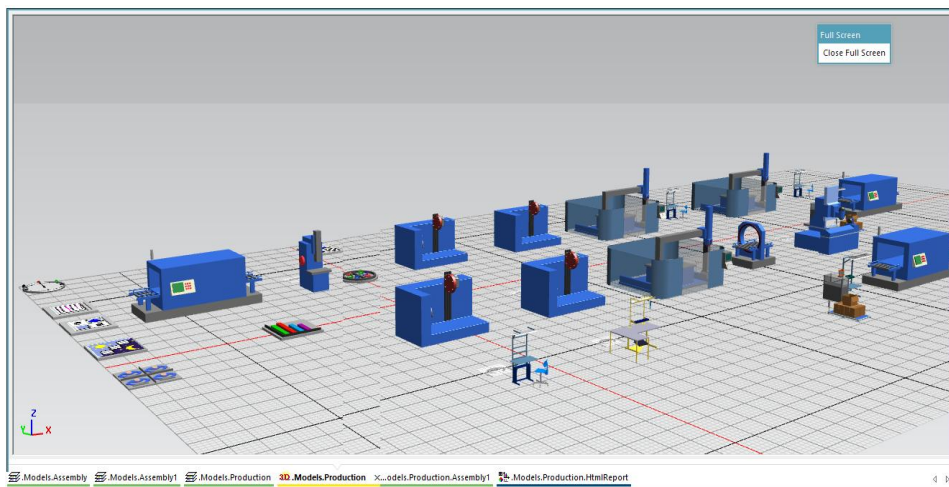 Full Screen
Close Full Screen
Z
Y
X
.Models.Assembly
.Models.Assembly1
.Models.Production
3D .Models.Production
...odels.Production.Assembly1
.Models.Production.HtmlReport